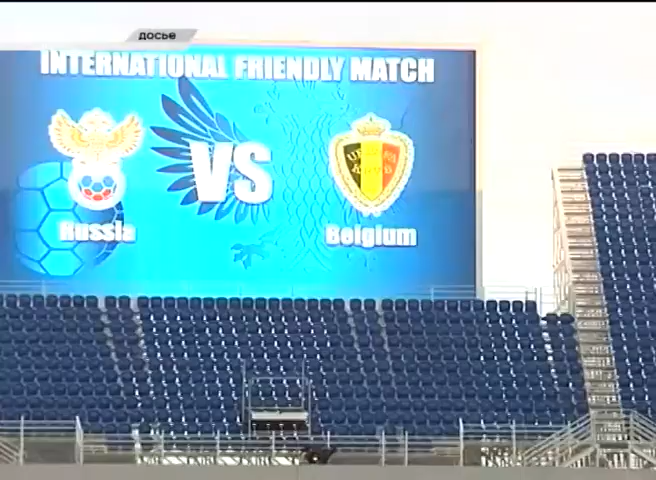 досье
INTERNATIONAL FRIENDLY MATCH
VS
Russia
Belgium